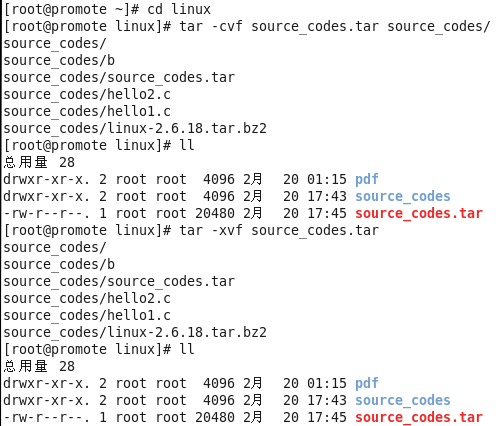 [root@promote ~]# cd linux
[root@promote linux]# tar -cvf source_codes.tar source_codes/
source_codes/
source_codes/b
source_codes/source_codes.tar
source_codes/hello2.c
source_codes/hello1.c
source_codes/linux-2.6.18.tar.bz2
[root@promote linux]# ll
总用量 28
drwxr-xr-x. 2 root root  4096 2月  20 01:15 pdf
drwxr-xr-x. 2 root root  4096 2月  20 17:43 source_codes
-rw-r--r--. 1 root root 20480 2月  20 17:45 source_codes.tar
[root@promote linux]# tar -xvf source_codes.tar
source_codes/
source_codes/b
source_codes/source_codes.tar
source_codes/hello2.c
source_codes/hello1.c
source_codes/linux-2.6.18.tar.bz2
[root@promote linux]# ll
总用量 28
drwxr-xr-x. 2 root root  4096 2月  20 01:15 pdf
drwxr-xr-x. 2 root root  4096 2月  20 17:43 source_codes
-rw-r--r--. 1 root root 20480 2月  20 17:45 source_codes.tar